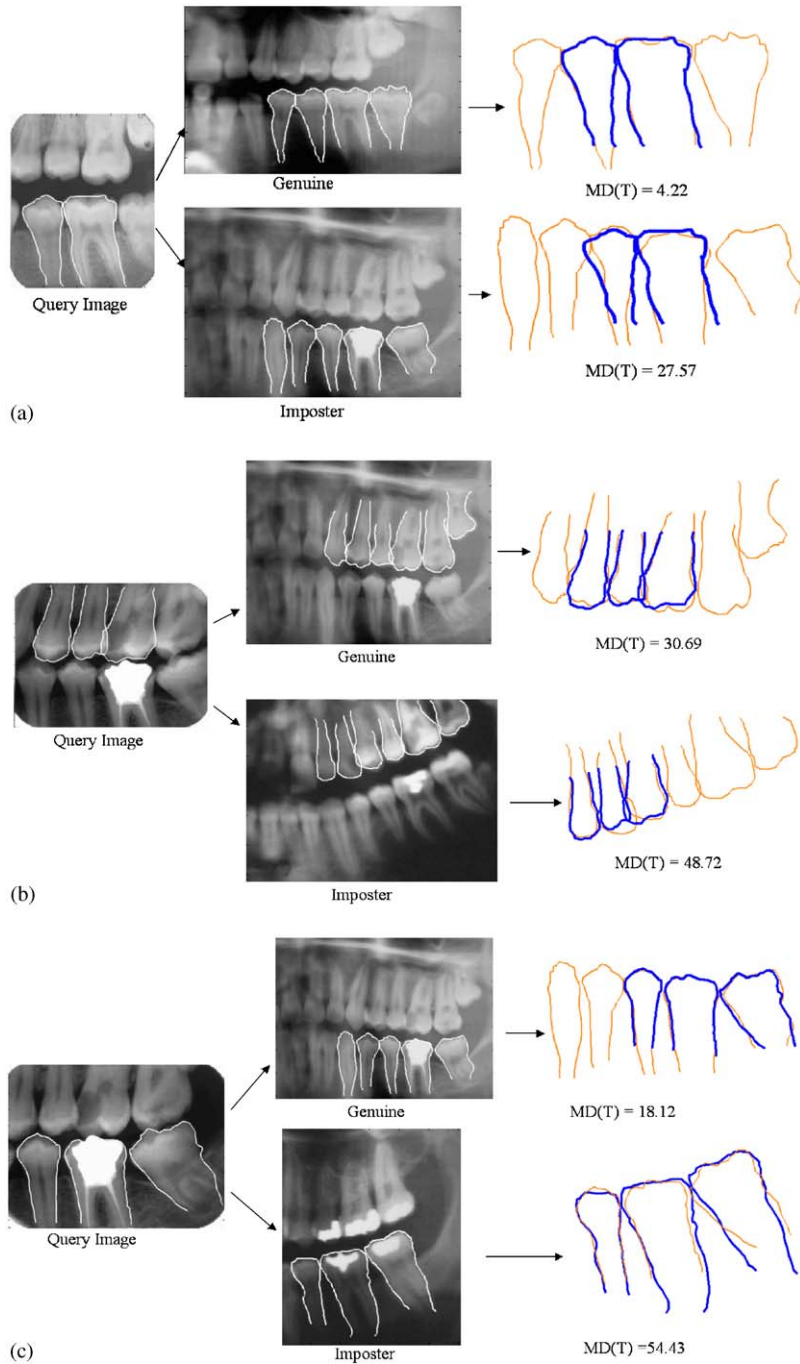 Genuine
MD(T) = 4.22
Query Image
MD(T) = 27.57
Imposter
(a)
Genuine
MD(T) = 30.69
Query Image
MD(T) = 48.72
Imposter
(b)
Genuine
MD(T) = 18.12
Query Image
MD(T) =54.43
Imposter
(c)